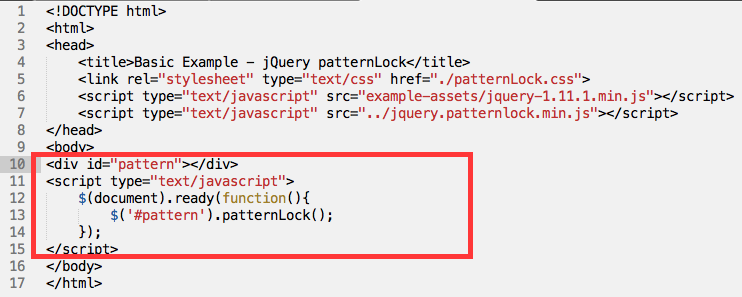 1 <!DOCTYPE html>
2 <html>
3 <head>
4     <title>Basic Example - jQuery patternLock</title>
5     <link rel="stylesheet" type="text/css" href="./patternLock.css">
6     <script type="text/javascript" src="example-assets/jquery-1.11.1.min.js"></script>
7     <script type="text/javascript" src="../jquery.patternlock.min.js"></script>
8 </head>
9 <body>
10 <div id="pattern"></div>
11 <script type="text/javascript">
12     $(document).ready(function(){
13         $('#pattern').patternLock();
14     });
15 </script>
16 </body>
17 </html>